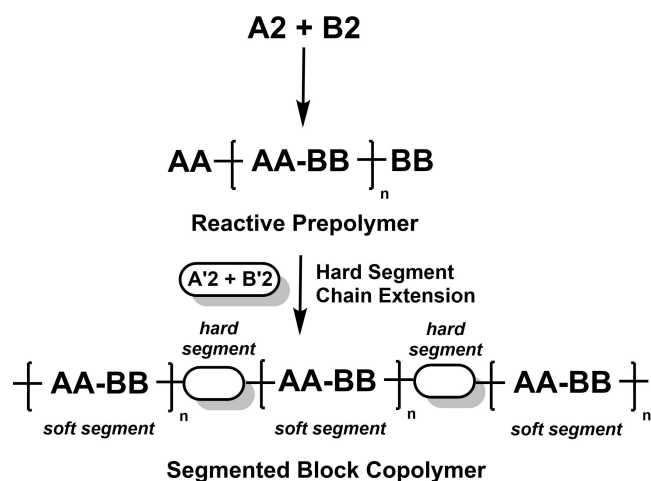 A2 + B2
AA-[ AA-BB ]n BB
Reactive Prepolymer
A'2 + B'2
Hard Segment
Chain Extension
hard
segment
hard
segment
[ AA-BB ]n [ AA-BB ]n [ AA-BB ]n
soft segment soft segment soft segment
Segmented Block Copolymer